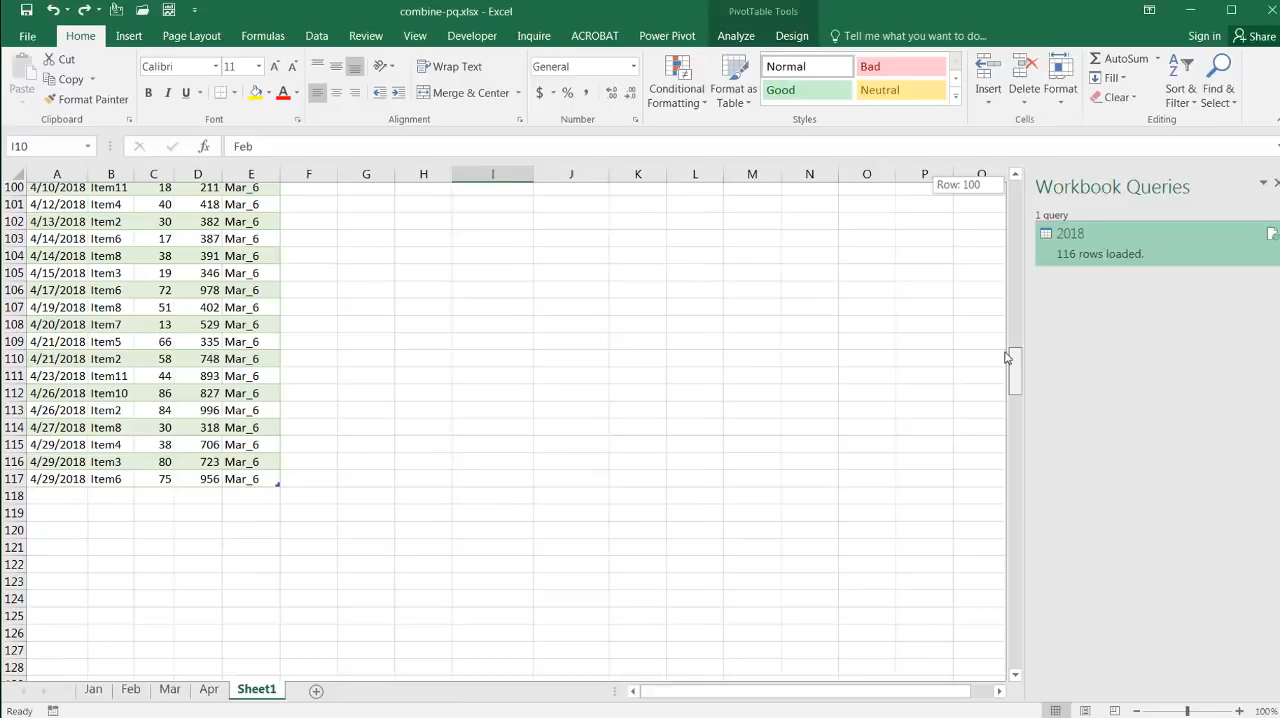 combine-pq.xlsx - Excel
PivotTable Tools
File Home Insert Page Layout Formulas Data Review View Developer Inquire ACROBAT Power Pivot Analyze Design Tell me what you want to do... Sign in Share
Paste
Cut
Copy
Format Painter
Clipboard
Calibri 11
B I U
Font
Wrap Text
Merge & Center
Alignment
General
$ % ,
Number
Conditional Formatting
Format as Table
Normal Bad
Good Neutral
Styles
Insert Delete Format
Cells
AutoSum
Fill
Clear
Sort & Filter
Find & Select
Editing
I10 fx Feb
A B C D E F G H I J K L M N O P Q
Row: 100
100 4/10/2018 Item11 18 211 Mar_6
101 4/12/2018 Item4 40 418 Mar_6
102 4/13/2018 Item2 30 382 Mar_6
103 4/14/2018 Item6 17 387 Mar_6
104 4/14/2018 Item8 38 391 Mar_6
105 4/15/2018 Item3 19 346 Mar_6
106 4/17/2018 Item6 72 978 Mar_6
107 4/19/2018 Item8 51 402 Mar_6
108 4/20/2018 Item7 13 529 Mar_6
109 4/21/2018 Item5 66 335 Mar_6
110 4/21/2018 Item2 58 748 Mar_6
111 4/23/2018 Item11 44 893 Mar_6
112 4/26/2018 Item10 86 827 Mar_6
113 4/26/2018 Item2 84 996 Mar_6
114 4/27/2018 Item8 30 318 Mar_6
115 4/29/2018 Item4 38 706 Mar_6
116 4/29/2018 Item3 80 723 Mar_6
117 4/29/2018 Item6 75 956 Mar_6
118
119
120
121
122
123
124
125
126
127
128
Workbook Queries
1 query
2018
116 rows loaded.
Jan Feb Mar Apr Sheet1
Ready
100%